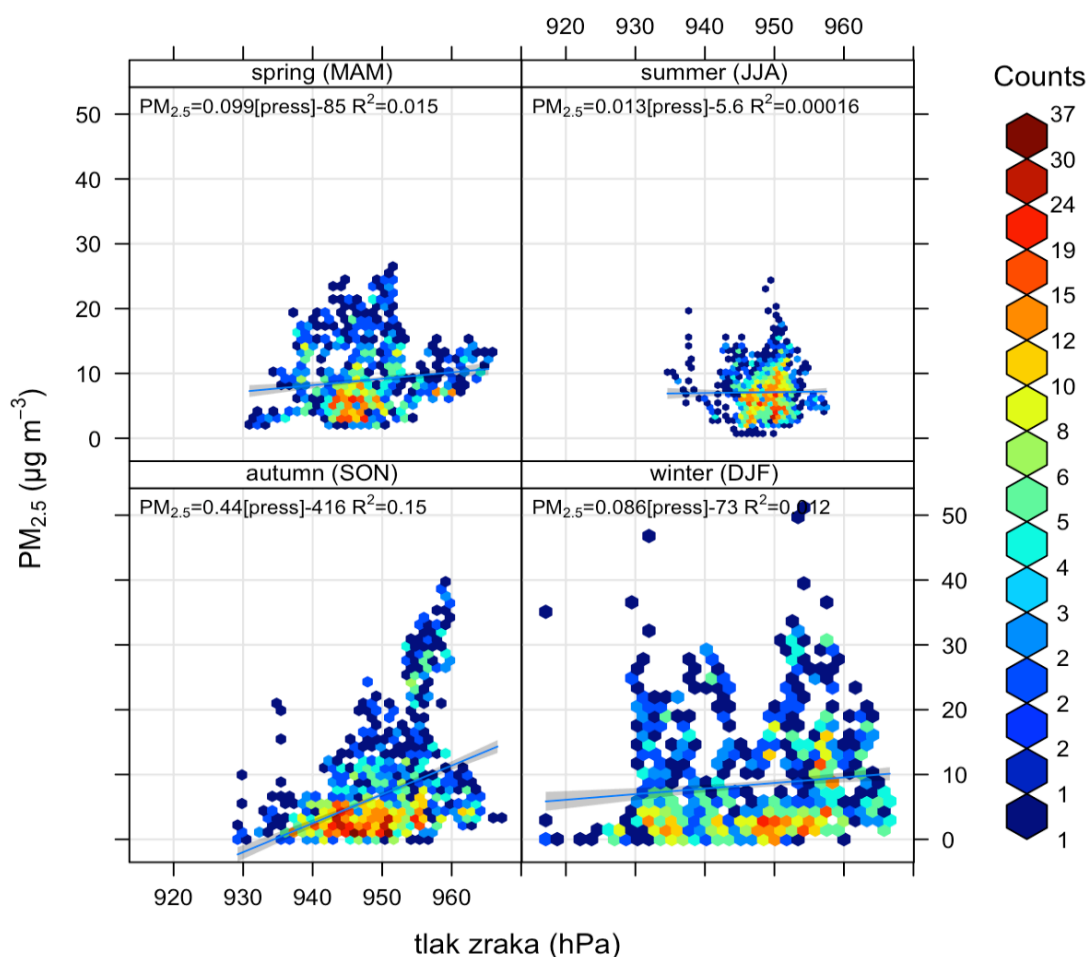 920 930 940 950 960
spring (MAM) summer (JJA)
PM2.5=0.099[press]-85 R²=0.015
PM2.5=0.013[press]-5.6 R²=0.00016
50
40
30
20
10
0
autumn (SON) winter (DJF)
PM2.5=0.44[press]-416 R²=0.15
PM2.5=0.086[press]-73 R²=0.012
50
40
30
20
10
0
920 930 940 950 960
tlak zraka (hPa)
PM2.5 (µg m⁻³)
Counts
37
30
24
19
15
12
10
8
6
5
4
3
2
2
2
1
1